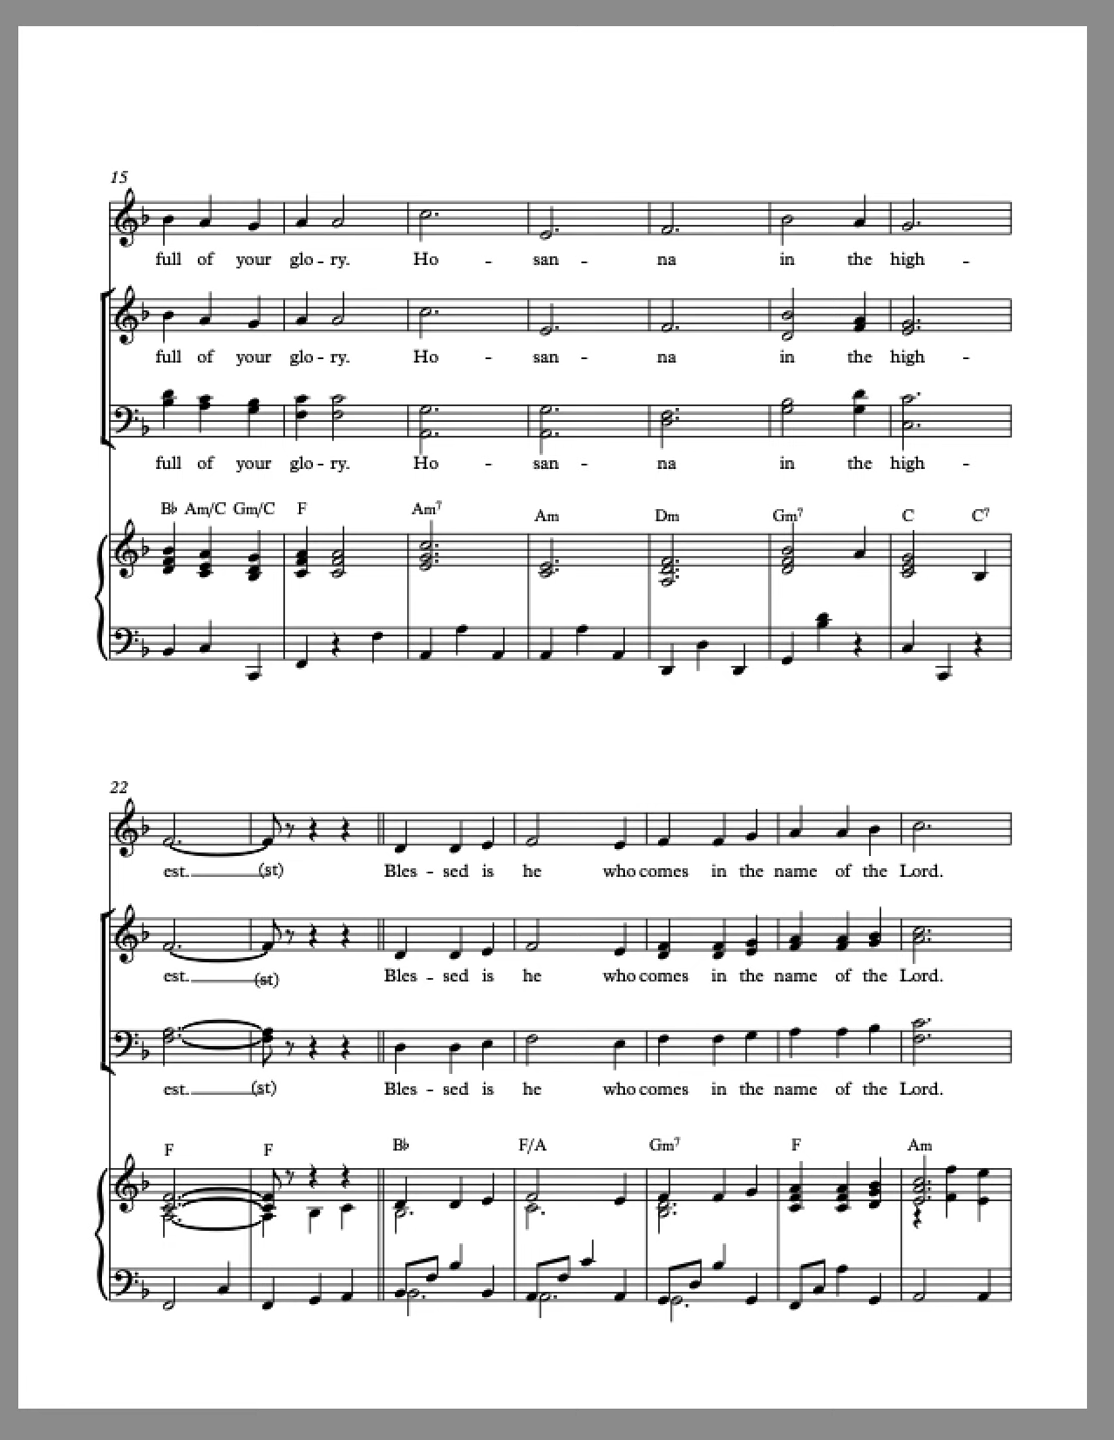 15
full of your glo - ry. Ho - san - na in the high -
full of your glo - ry. Ho - san - na in the high -
full of your glo - ry. Ho - san - na in the high -
B♭ Am/C Gm/C F Am⁷ Am Dm Gm⁷ C C⁷
22
est. (st) Bles - sed is he who comes in the name of the Lord.
est. (st) Bles - sed is he who comes in the name of the Lord.
est. (st) Bles - sed is he who comes in the name of the Lord.
F F B♭ F/A Gm⁷ F Am